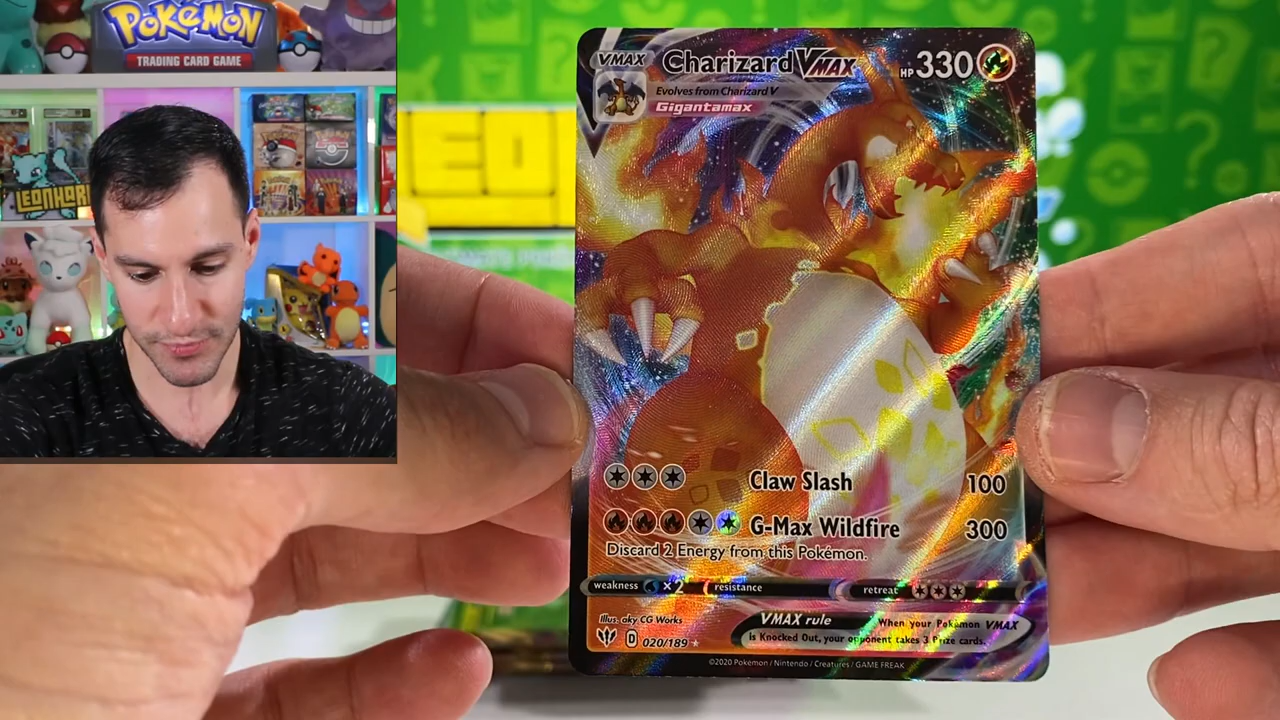 POKÉMON
TRADING CARD GAME
LEONHAR
VMAX
Charizard VMAX
HP 330
Evolves from Charizard V
Gigantamax
Claw Slash 100
G-Max Wildfire 300
Discard 2 Energy from this Pokémon.
weakness ×2 resistance retreat
Illus. aky CG Works
D 020/189
VMAX rule When your Pokémon VMAX
is Knocked Out, your opponent takes 3 Prize cards.
©2020 Pokémon / Nintendo / Creatures / GAME FREAK